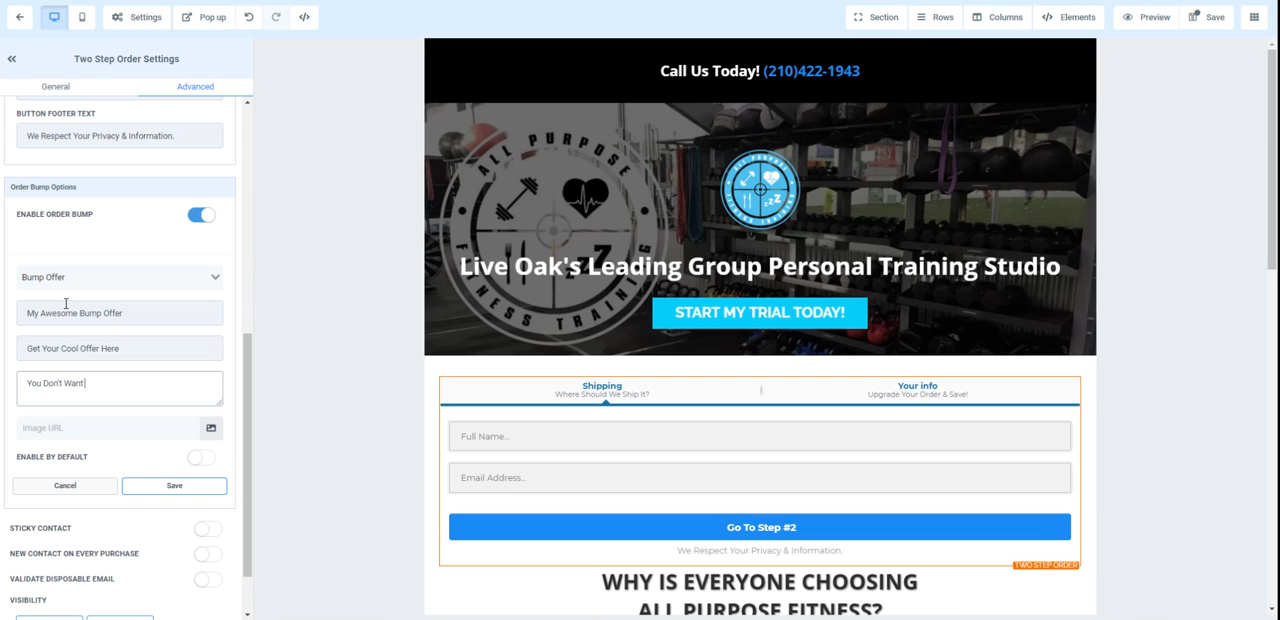 Settings
Pop up
Section
Rows
Columns
Elements
Preview
Save
Two Step Order Settings
General
Advanced
BUTTON FOOTER TEXT
We Respect Your Privacy & Information.
Order Bump Options
ENABLE ORDER BUMP
Bump Offer
My Awesome Bump Offer
Get Your Cool Offer Here
You Don't Want
Image URL
ENABLE BY DEFAULT
Cancel
Save
STICKY CONTACT
NEW CONTACT ON EVERY PURCHASE
VALIDATE DISPOSABLE EMAIL
VISIBILITY
Call Us Today! (210)422-1943
ALL PURPOSE
FITNESS TRAINING
zZZ
Live Oak's Leading Group Personal Training Studio
START MY TRIAL TODAY!
Shipping
Where Should We Ship It?
Your info
Upgrade Your Order & Save!
Full Name...
Email Address...
Go To Step #2
We Respect Your Privacy & Information.
TWO STEP ORDER
WHY IS EVERYONE CHOOSING
ALL PURPOSE FITNESS?